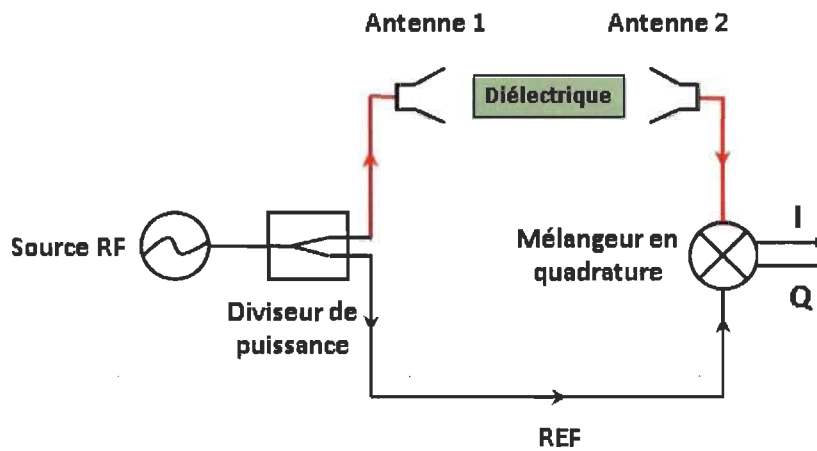 Antenne 1
Antenne 2
Diélectrique
Source RF
Diviseur de
puissance
Mélangeur en
quadrature
I
Q
REF